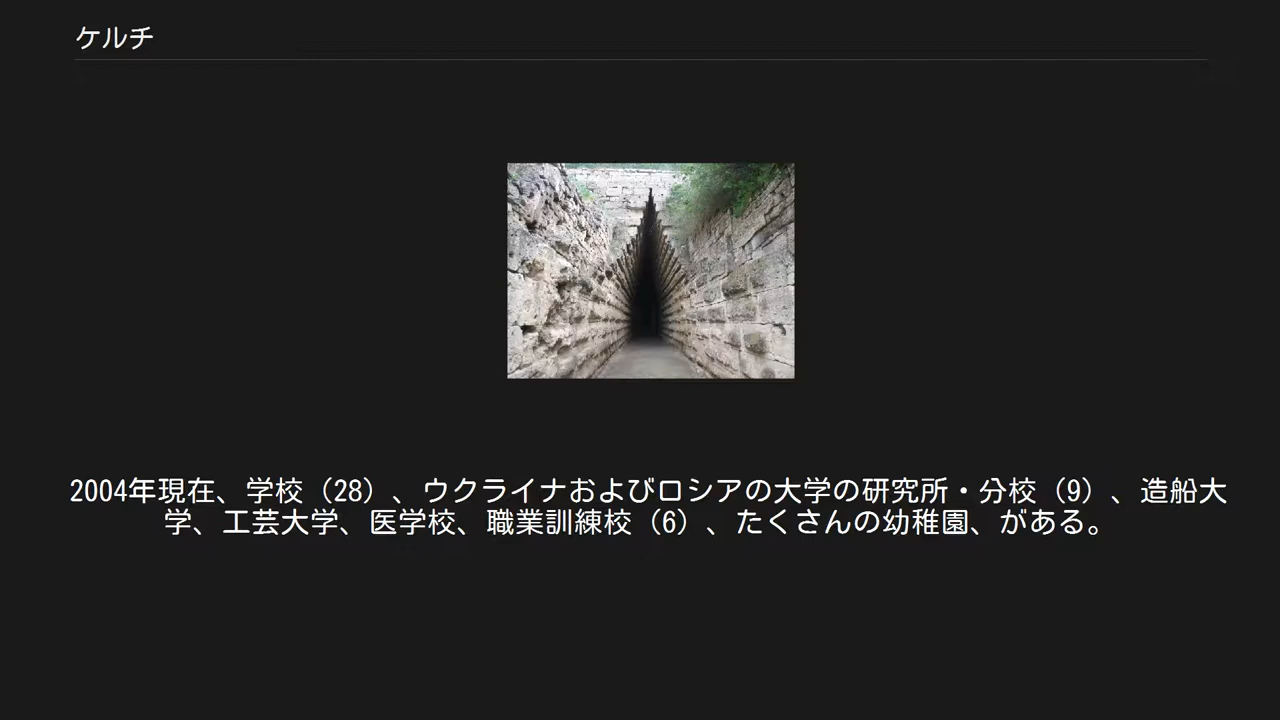 ケルチ
2004年現在、学校（28）、ウクライナおよびロシアの大学の研究所・分校（9）、造船大
学、工芸大学、医学校、職業訓練校（6）、たくさんの幼稚園、がある。